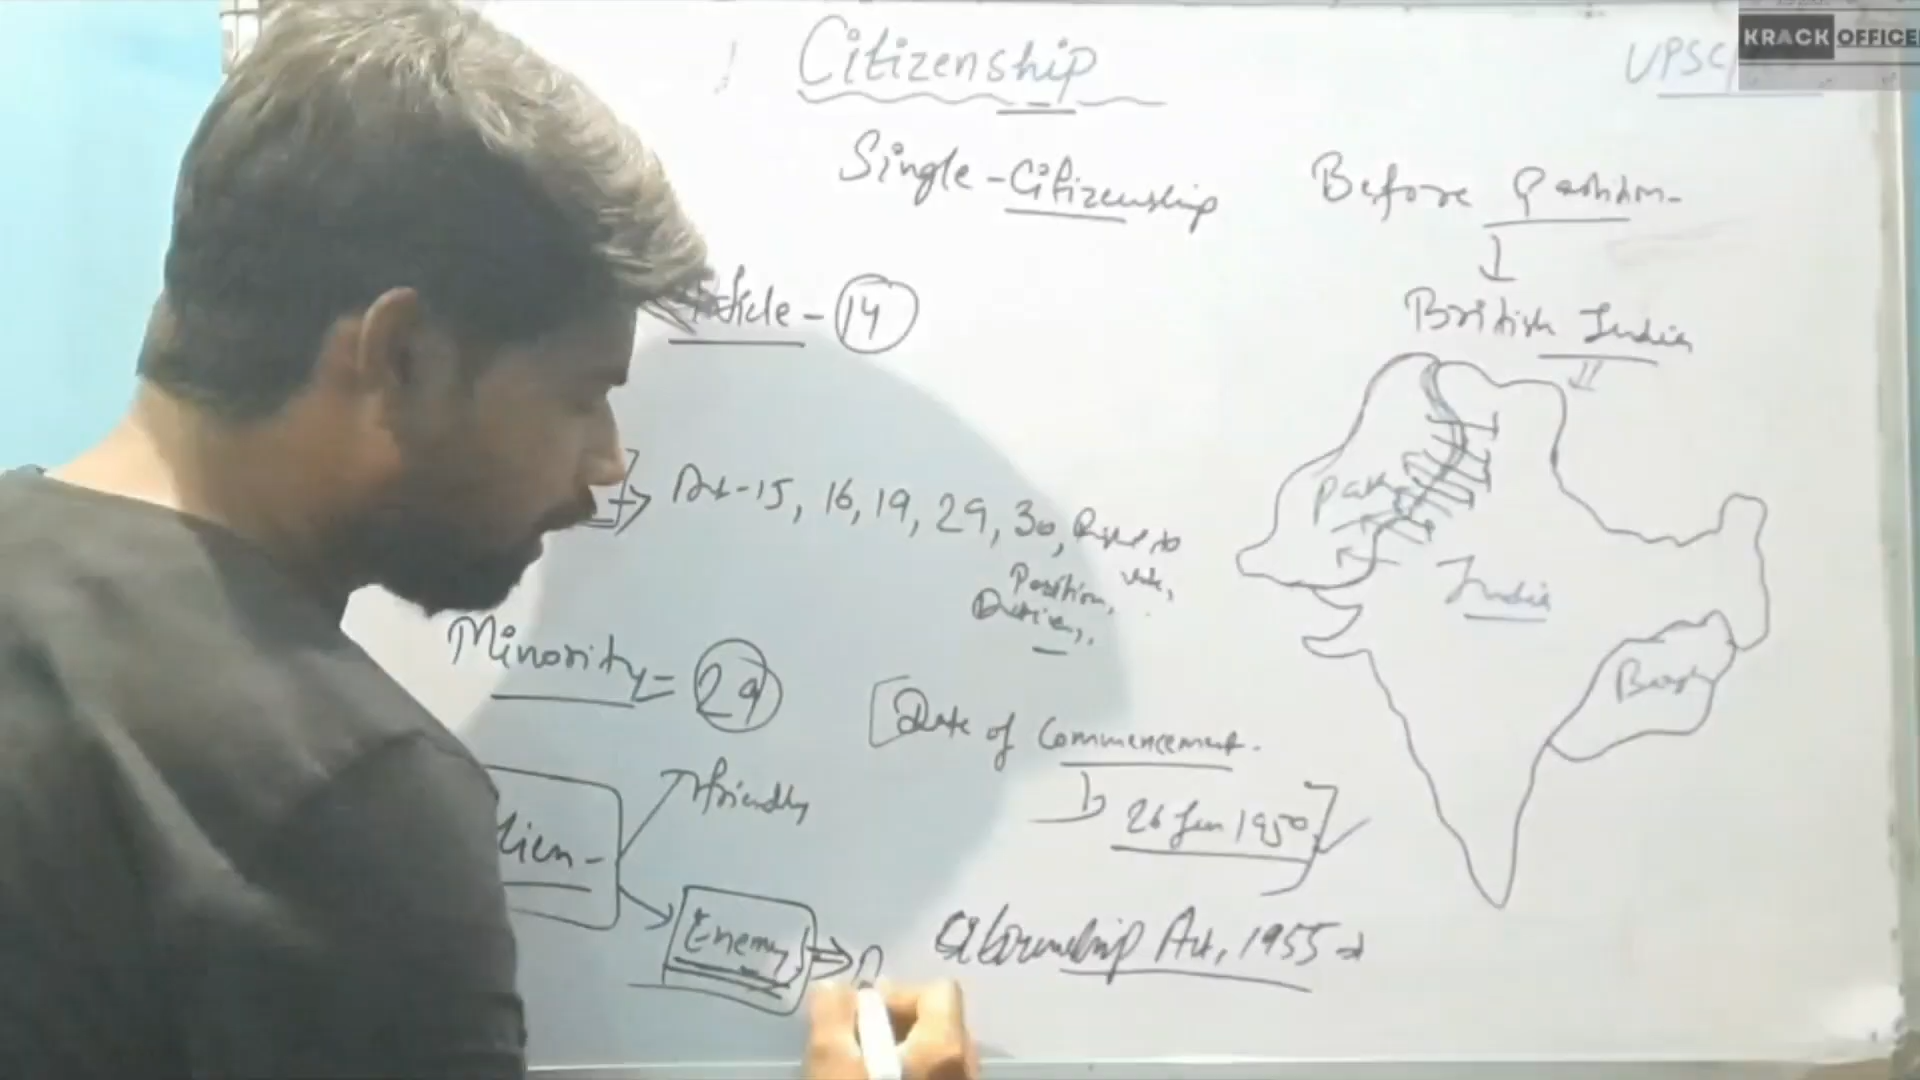 Citizenship
UPSC
KRACK OFFICE
Single-Citizenship
Before Partition
British India
ticle - 14
Art-15, 16, 19, 29, 30, Right to
vote,
Position,
Duties,.
Pak
India
Minority = 29
Date of Commencement.
26 Jan 1950
friendly
lien-
Enemy
Citizenship Act, 1955